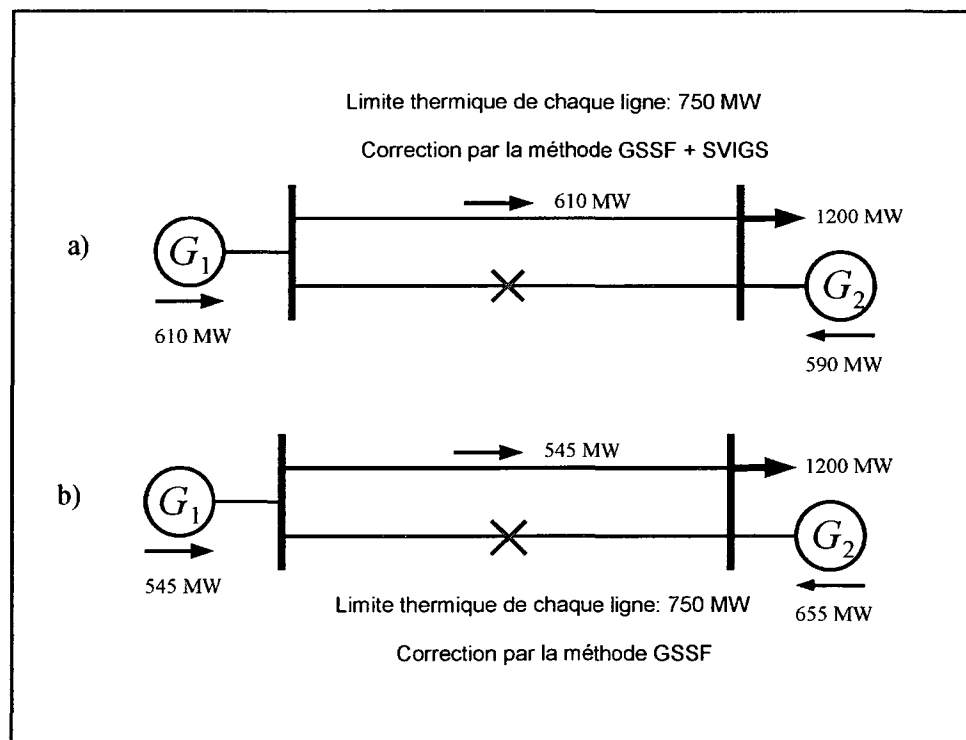 Limite thermique de chaque ligne: 750 MW
Correction par la méthode GSSF + SVIGS
610 MW
1200 MW
a)
G1
G2
610 MW
590 MW
545 MW
1200 MW
b)
G1
G2
545 MW
655 MW
Limite thermique de chaque ligne: 750 MW
Correction par la méthode GSSF